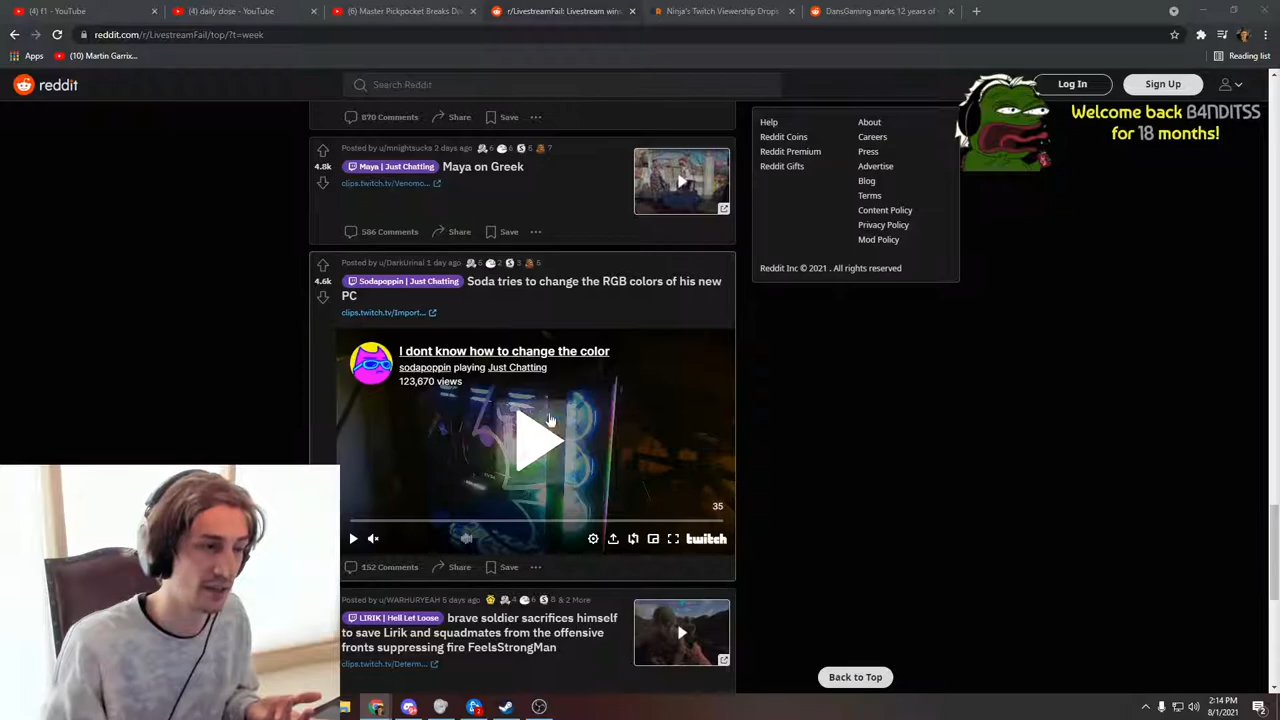 (4) f1 - YouTube
(4) daily dose - YouTube
(6) Master Pickpocket Breaks Do
r/LivestreamFail: Livestream wins
Ninja's Twitch Viewership Drops
DansGaming marks 12 years of
reddit.com/r/LivestreamFail/top/?t=week
Apps
(10) Martin Garrix...
Reading list
reddit
Search Reddit
Log In
Sign Up
Welcome back B4NDITSS
for 18 months!
870 Comments
Share
Save
Help
Reddit Coins
Reddit Premium
Reddit Gifts
About
Careers
Press
Advertise
Blog
Terms
Content Policy
Privacy Policy
Mod Policy
Reddit Inc © 2021 . All rights reserved
Posted by u/mnightsucks 2 days ago
4.8k
Maya | Just Chatting Maya on Greek
clips.twitch.tv/Venomo...
586 Comments
Share
Save
Posted by u/DarkUrinal 1 day ago
4.6k
Sodapoppin | Just Chatting Soda tries to change the RGB colors of his new
PC
clips.twitch.tv/Import...
I dont know how to change the color
sodapoppin playing Just Chatting
123,670 views
35
twitch
152 Comments
Share
Save
Posted by u/WARHURYEAH 5 days ago
& 2 More
LIRIK | Hell Let Loose brave soldier sacrifices himself
to save Lirik and squadmates from the offensive
fronts suppressing fire FeelsStrongMan
clips.twitch.tv/Determ...
Back to Top
2:14 PM
8/1/2021